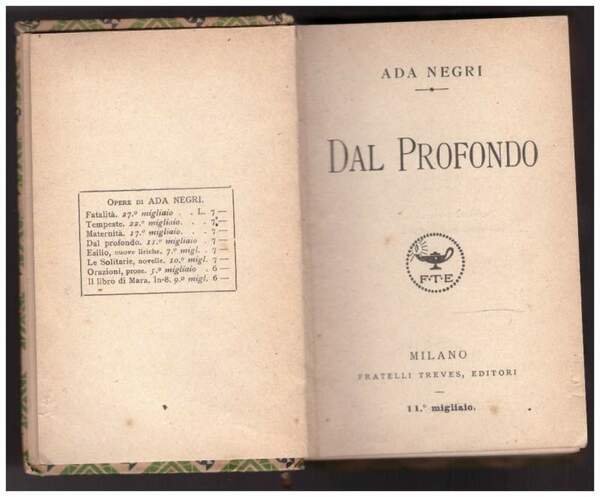 OPERE DI ADA NEGRI.
Fatalità. 27.º migliaio . . L. 7 —
Tempeste. 22.º migliaio. . . 7 —
Maternità. 17.º migliaio. . . 7 —
Dal profondo. 11.º migliaio . 7 —
Esilio, nuove liriche. 7.º migl. . 7 —
Le Solitarie, novelle. 10.º migl. 7 —
Orazioni, prose. 5.º migliaio . 6 —
Il libro di Mara. In-8. 9.º migl. 6 —
ADA NEGRI
DAL PROFONDO
F·T·E
MILANO
FRATELLI TREVES, EDITORI
11.º migliaio.